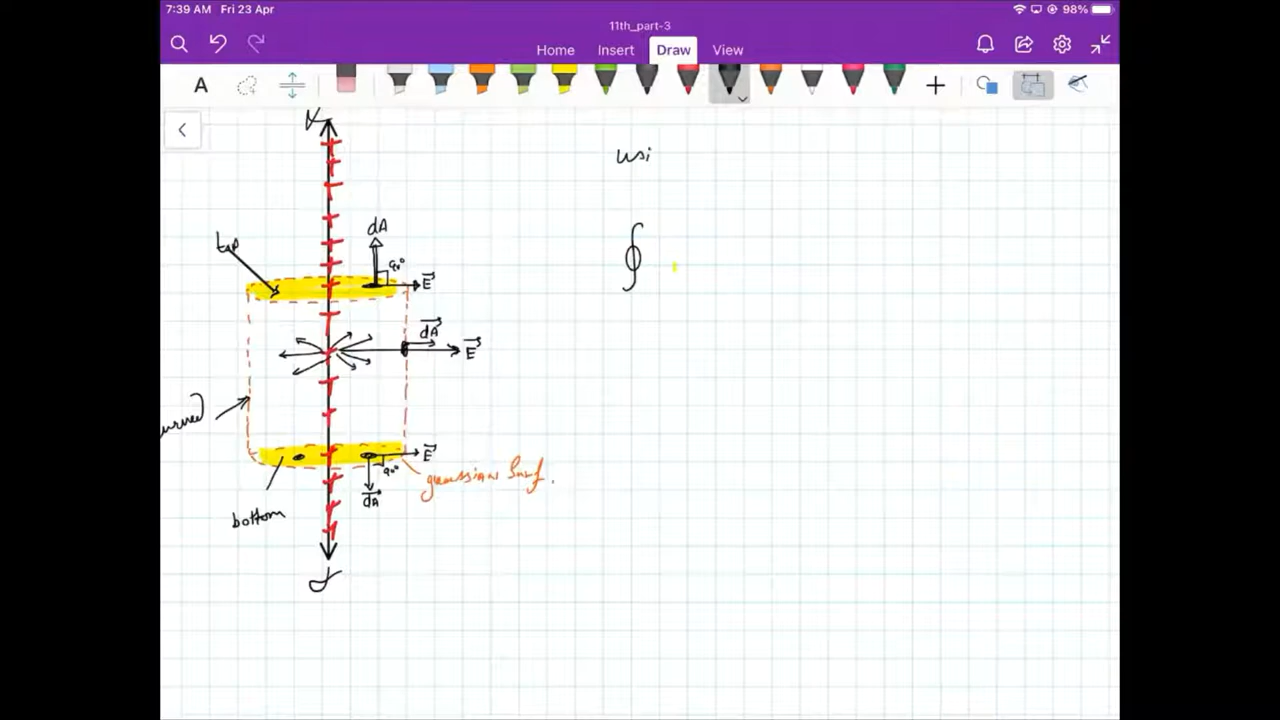 7:39 AM Fri 23 Apr
98%
11th_part-3
Home Insert Draw View
A
usi
dA
top
90°
E
∮
dA
E
E
90°
gaussian Surf.
dA
bottom